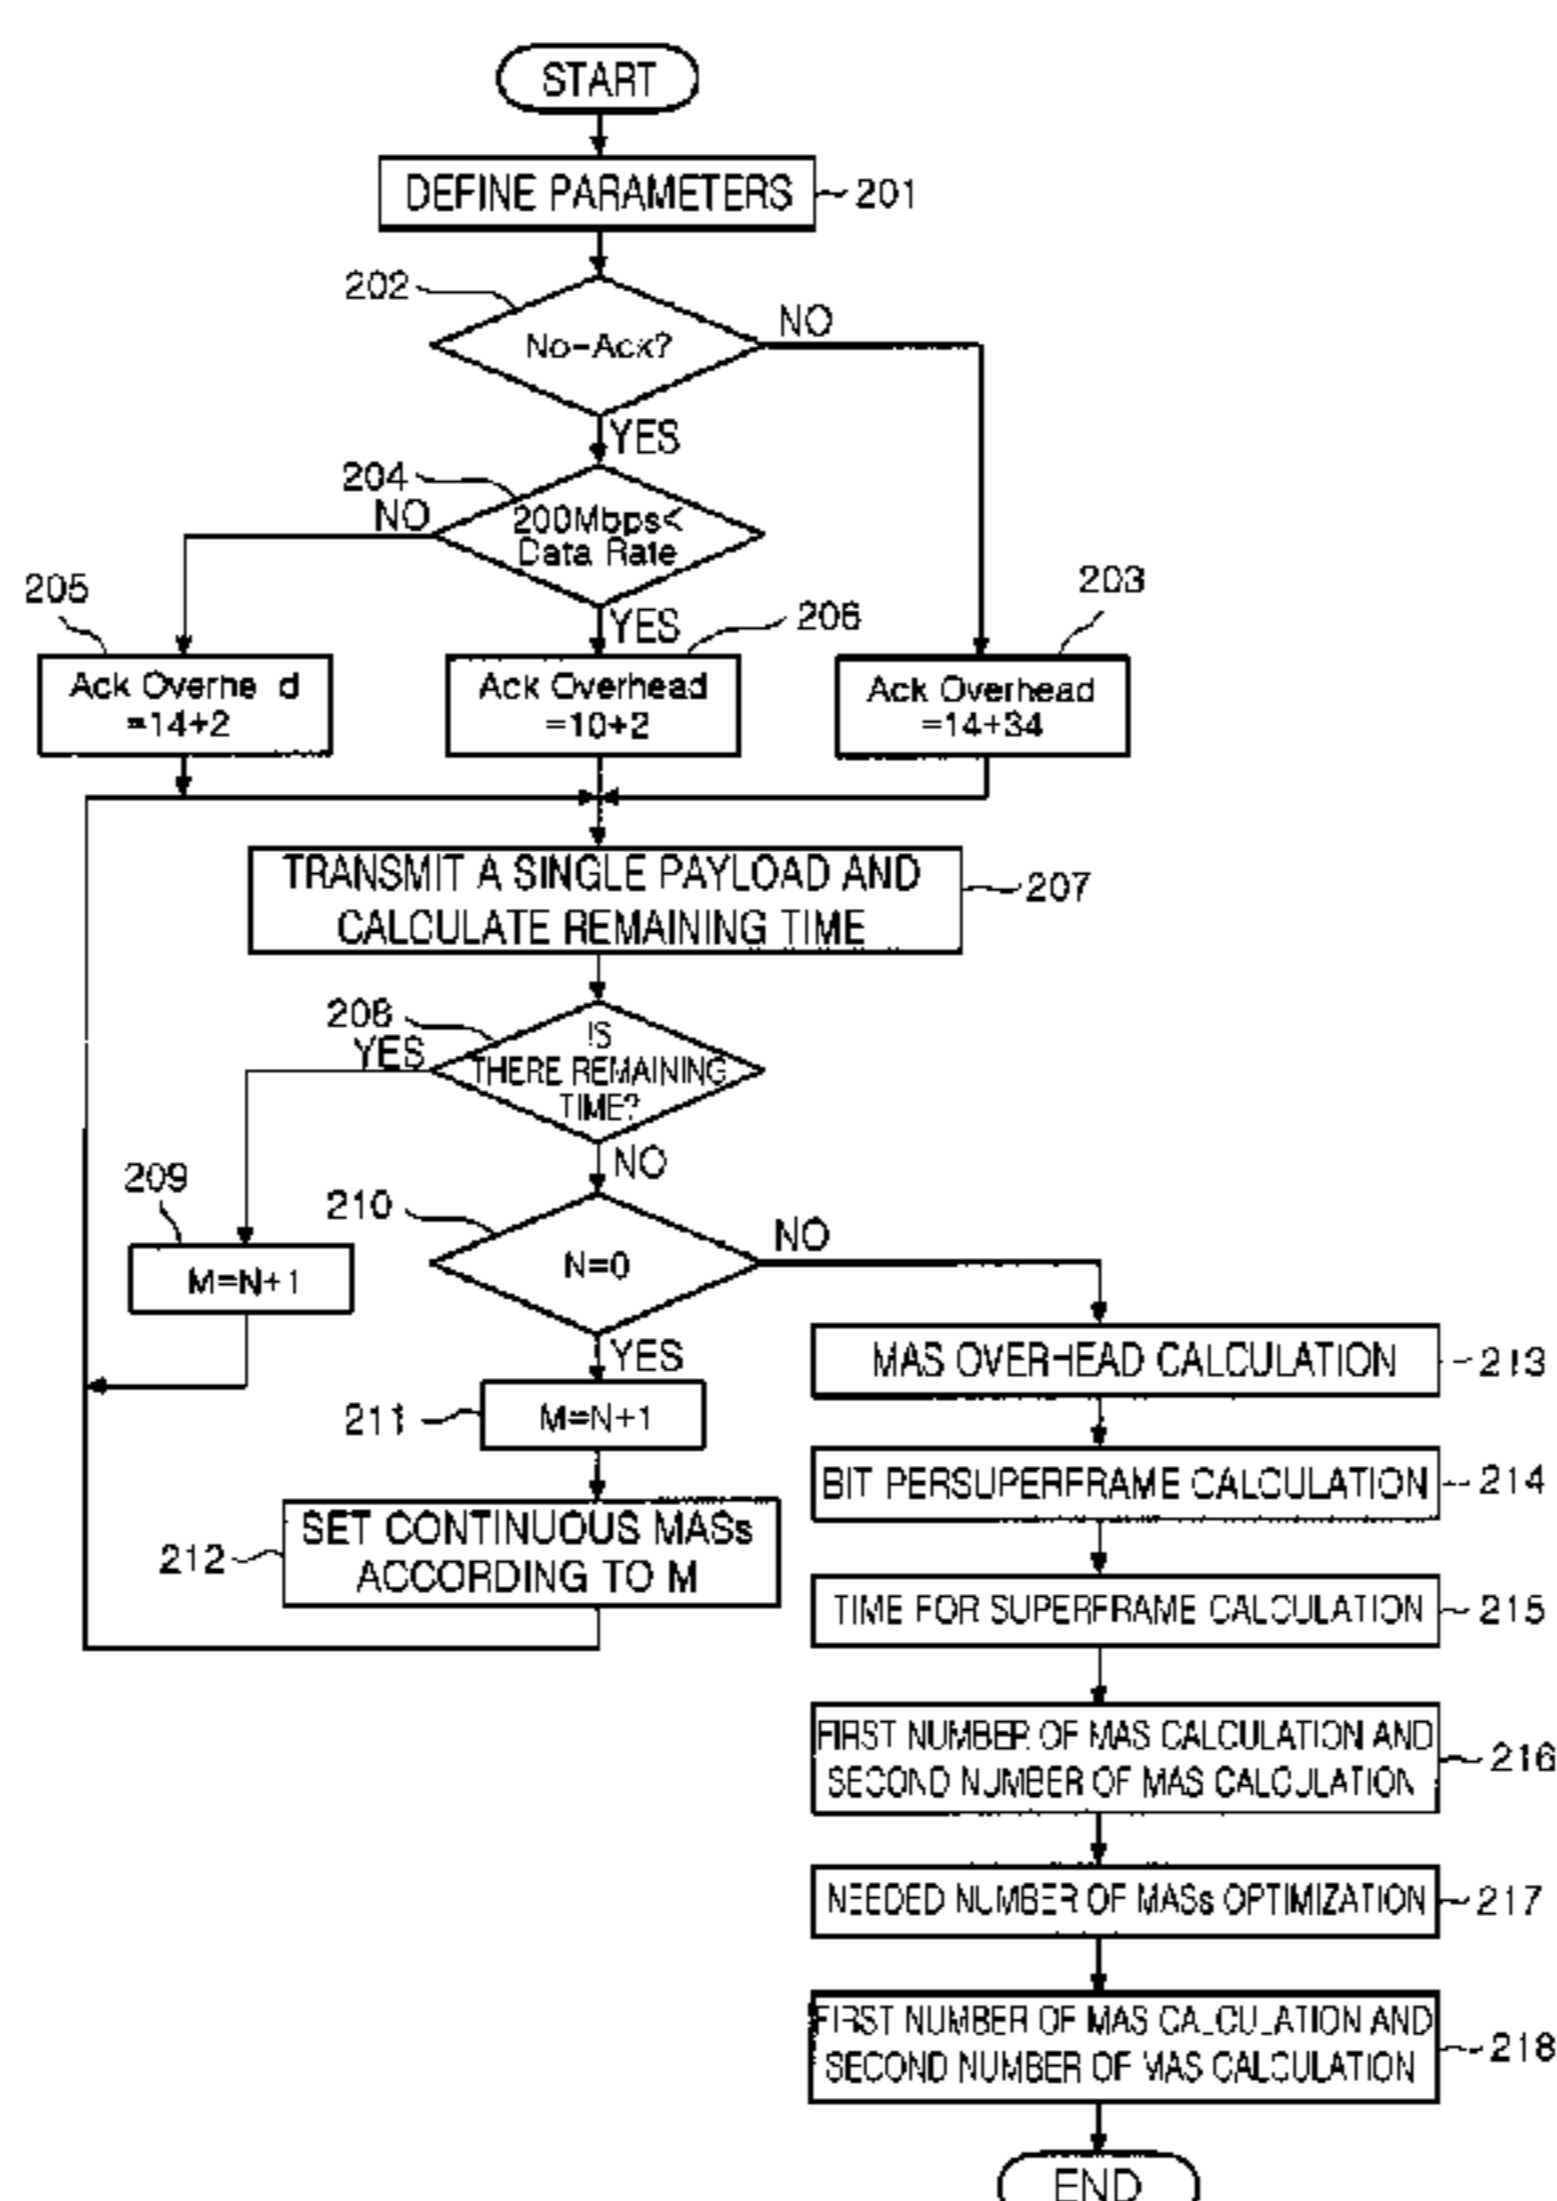 START
DEFINE PARAMETERS
201
202
No-Ack?
NO
YES
204
NO
200Mbps<
Data Rate
YES
205
206
203
Ack Overhe d
=14+2
Ack Overhead
=10+2
Ack Overhead
=14+34
TRANSMIT A SINGLE PAYLOAD AND
CALCULATE REMAINING TIME
207
208
YES
IS
THERE REMAINING
TIME?
NO
209
M=N+1
210
N=0
NO
YES
211
M=N+1
212
SET CONTINUOUS MASs
ACCORDING TO M
MAS OVERHEAD CALCULATION
213
BIT PERSUPERFRAME CALCULATION
214
TIME FOR SUPERFRAME CALCULATION
215
FIRST NUMBER OF MAS CALCULATION AND
SECOND NUMBER OF MAS CALCULATION
216
NEEDED NUMBER OF MASs OPTIMIZATION
217
FIRST NUMBER OF MAS CALCULATION AND
SECOND NUMBER OF MAS CALCULATION
218
END